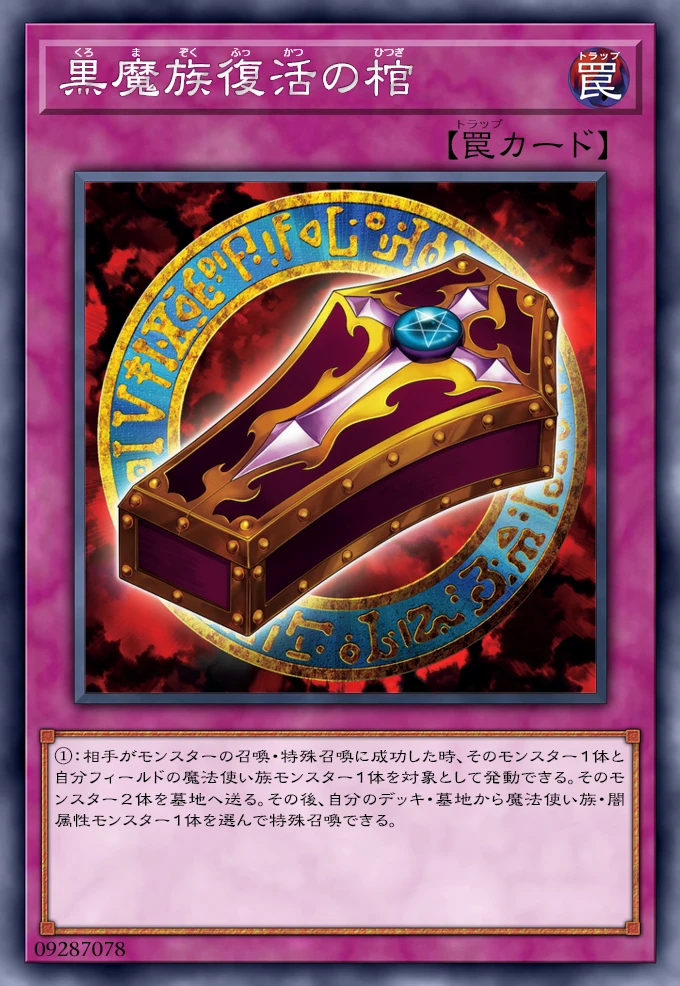 くろ ま ぞく ふっ かつ ひつぎ
黒魔族復活の棺
トラップ
罠
トラップ
【罠カード】
①：相手がモンスターの召喚・特殊召喚に成功した時、そのモンスター１体と
自分フィールドの魔法使い族モンスター１体を対象として発動できる。そのモ
ンスター２体を墓地へ送る。その後、自分のデッキ・墓地から魔法使い族・闇
属性モンスター１体を選んで特殊召喚できる。
09287078